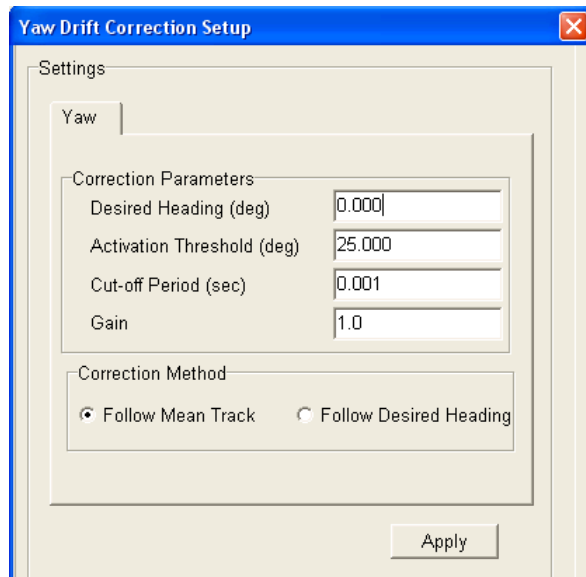 Yaw Drift Correction Setup
Settings
Yaw
Correction Parameters
Desired Heading (deg) 0.000
Activation Threshold (deg) 25.000
Cut-off Period (sec) 0.001
Gain 1.0
Correction Method
Follow Mean Track Follow Desired Heading
Apply